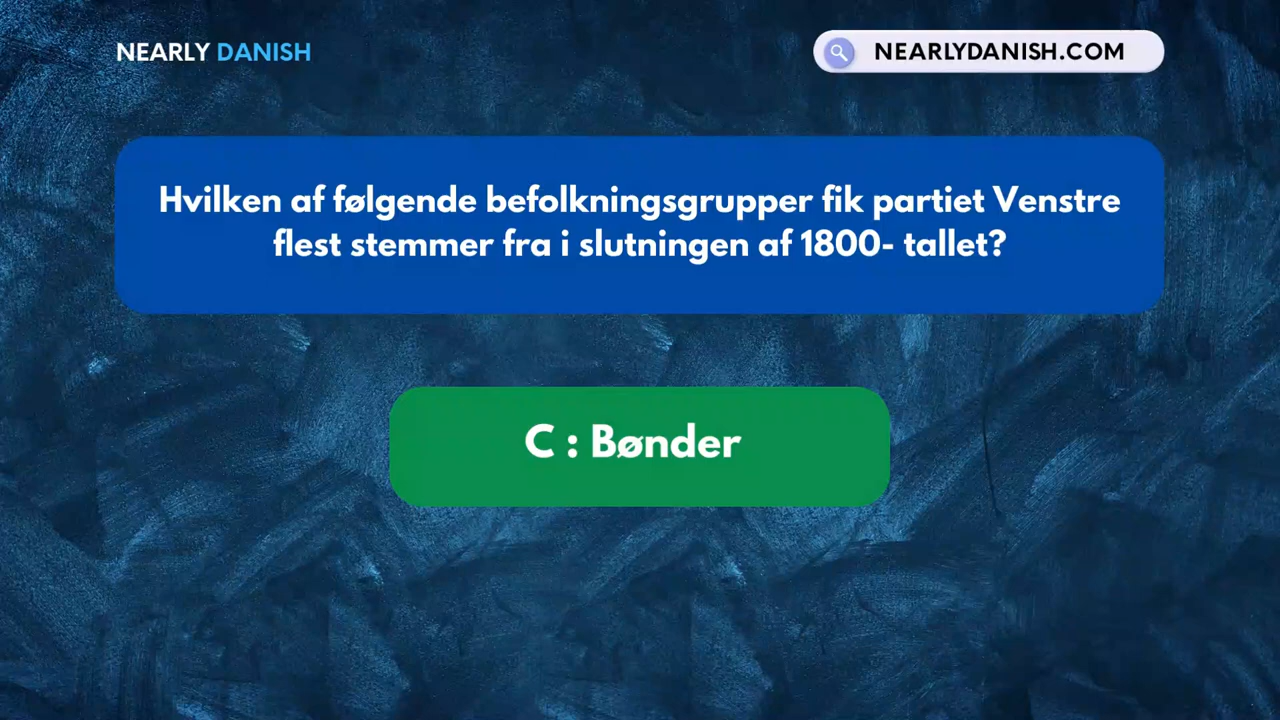 NEARLY DANISH
NEARLYDANISH.COM
Hvilken af følgende befolkningsgrupper fik partiet Venstre
flest stemmer fra i slutningen af 1800- tallet?
C : Bønder